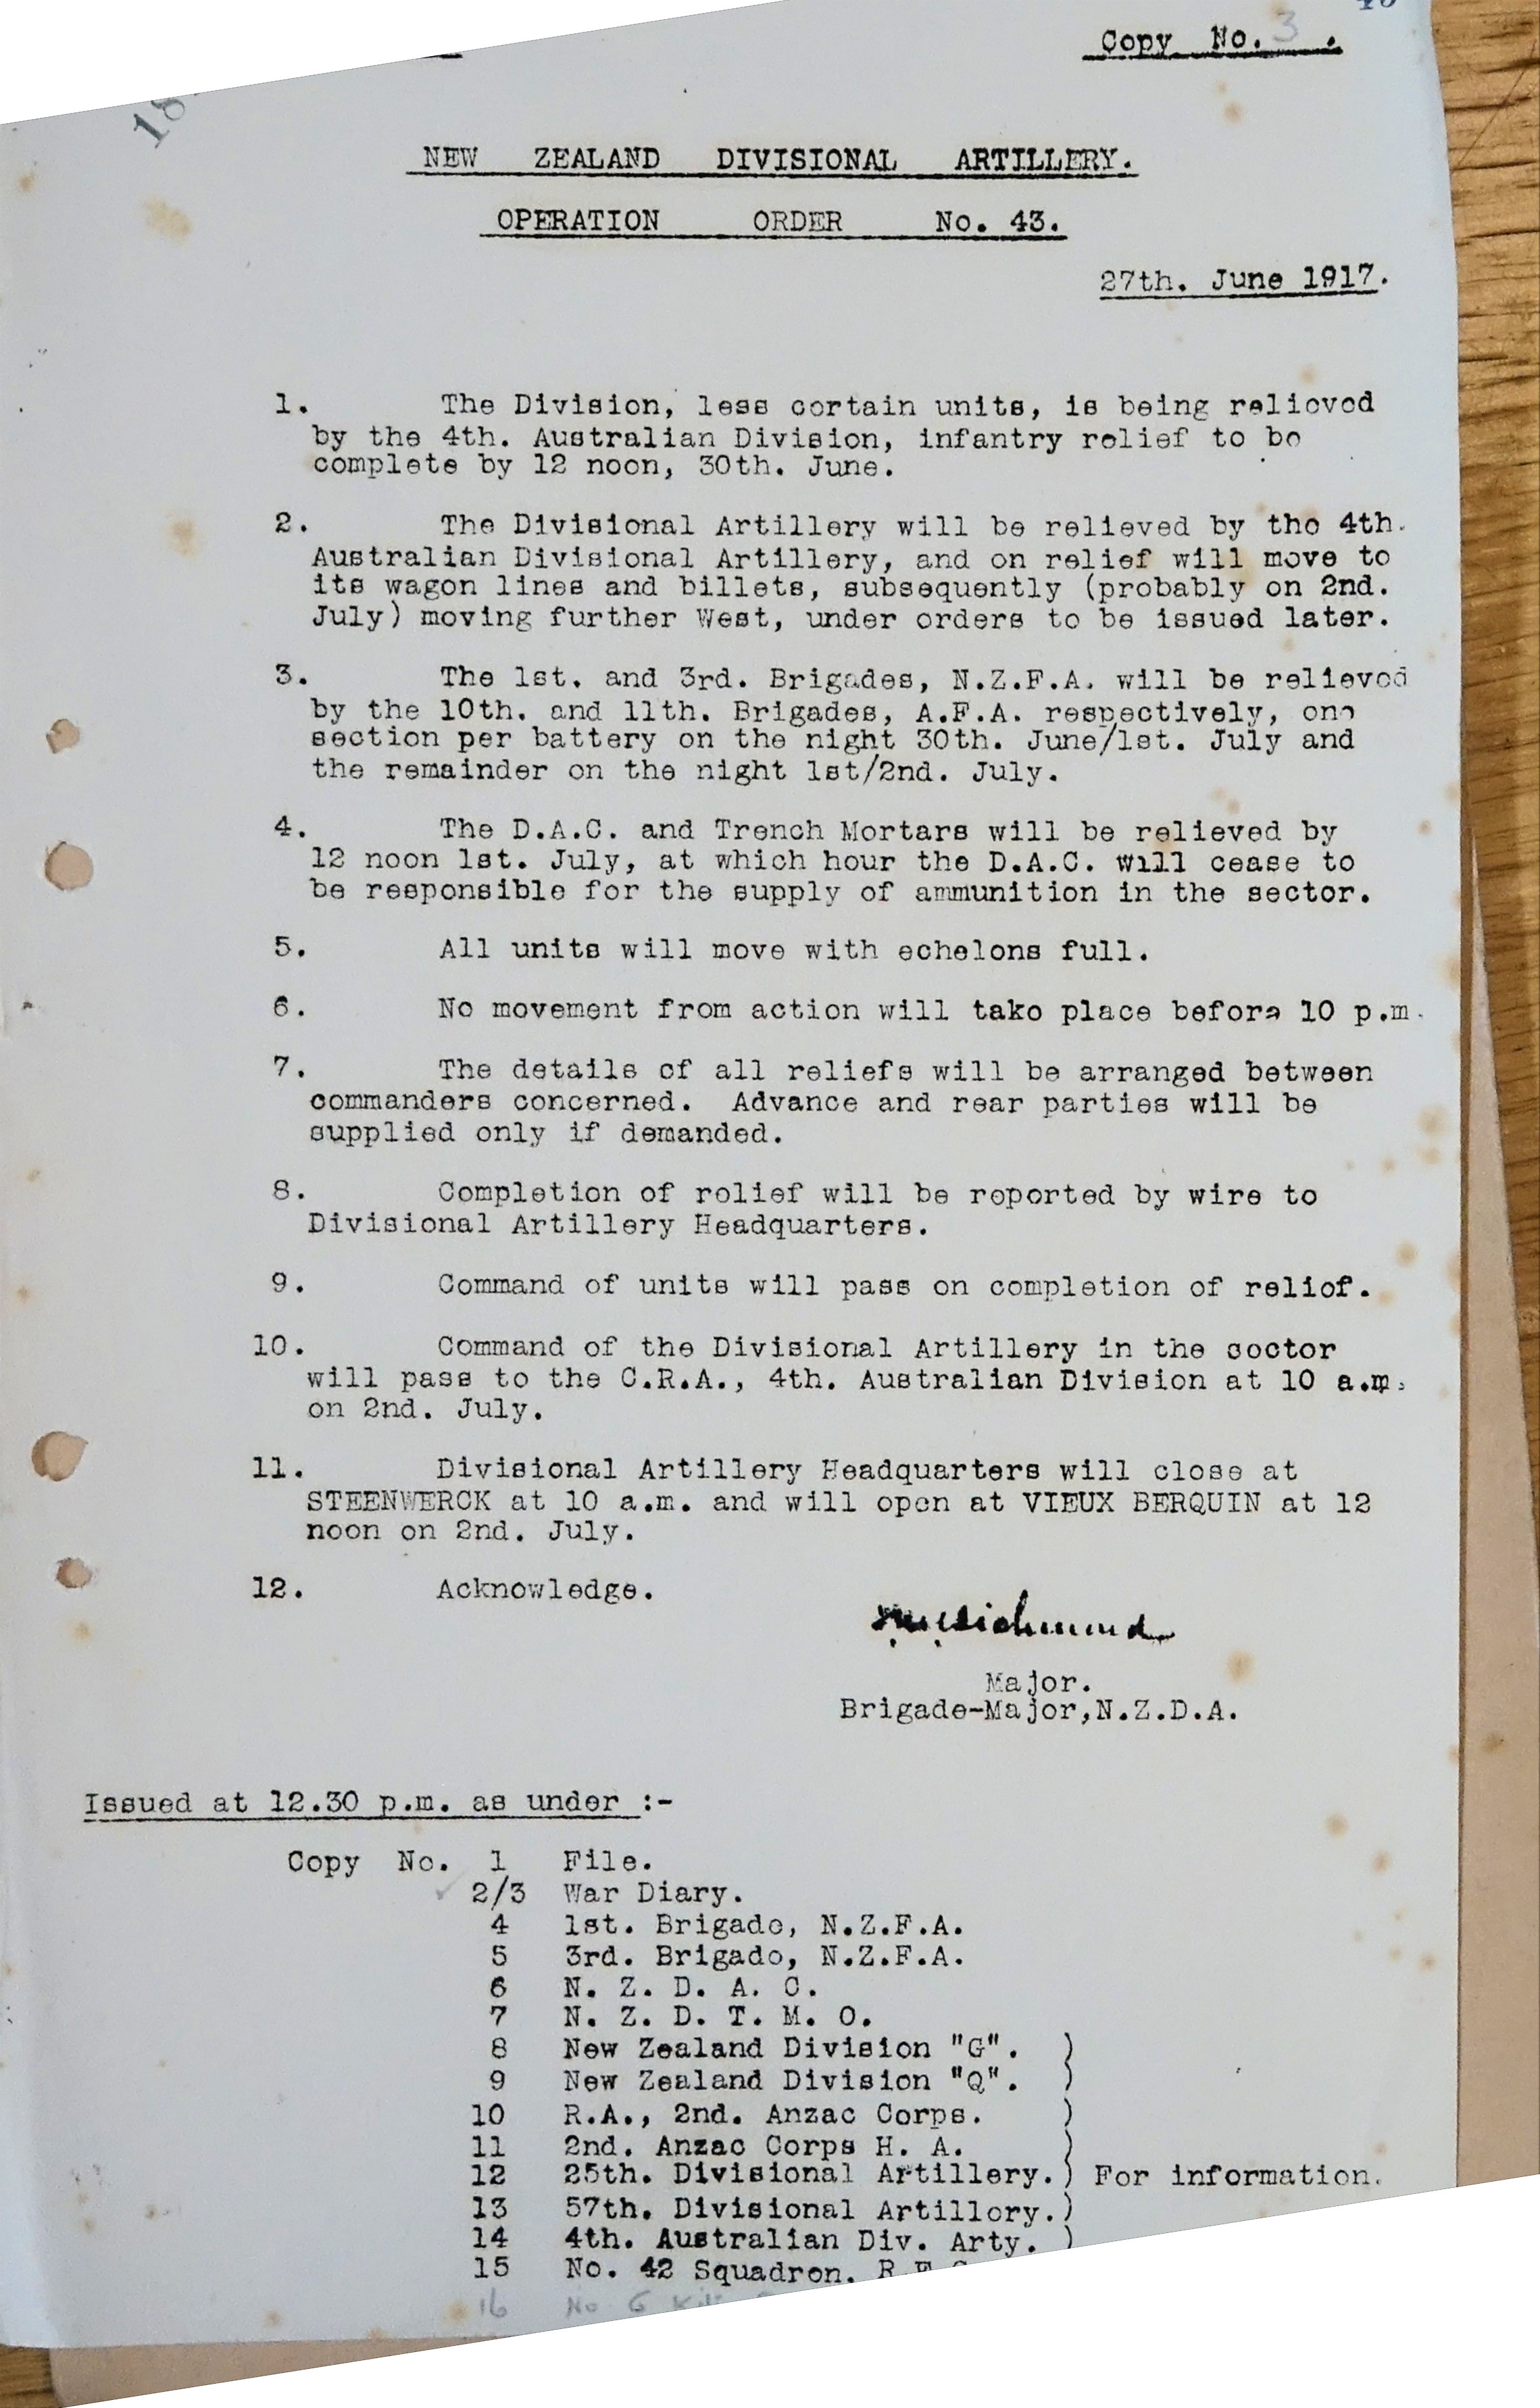 Copy No. 3 .
NEW ZEALAND DIVISIONAL ARTILLERY.
OPERATION ORDER No. 43.
27th. June 1917.
1. The Division, less certain units, is being relieved
by the 4th. Australian Division, infantry relief to be
complete by 12 noon, 30th. June.
2. The Divisional Artillery will be relieved by the 4th.
Australian Divisional Artillery, and on relief will move to
its wagon lines and billets, subsequently (probably on 2nd.
July) moving further West, under orders to be issued later.
3. The 1st. and 3rd. Brigades, N.Z.F.A. will be relieved
by the 10th. and 11th. Brigades, A.F.A. respectively, one
section per battery on the night 30th. June/1st. July and
the remainder on the night 1st/2nd. July.
4. The D.A.C. and Trench Mortars will be relieved by
12 noon 1st. July, at which hour the D.A.C. will cease to
be responsible for the supply of ammunition in the sector.
5. All units will move with echelons full.
6. No movement from action will take place before 10 p.m.
7. The details of all reliefs will be arranged between
commanders concerned. Advance and rear parties will be
supplied only if demanded.
8. Completion of relief will be reported by wire to
Divisional Artillery Headquarters.
9. Command of units will pass on completion of relief.
10. Command of the Divisional Artillery in the sector
will pass to the C.R.A., 4th. Australian Division at 10 a.m.
on 2nd. July.
11. Divisional Artillery Headquarters will close at
STEENWERCK at 10 a.m. and will open at VIEUX BERQUIN at 12
noon on 2nd. July.
12. Acknowledge.
Richmond
Major.
Brigade-Major,N.Z.D.A.
Issued at 12.30 p.m. as under :-
Copy No. 1 File.
2/3 War Diary.
4 1st. Brigade, N.Z.F.A.
5 3rd. Brigade, N.Z.F.A.
6 N. Z. D. A. C.
7 N. Z. D. T. M. O.
8 New Zealand Division "G". )
9 New Zealand Division "Q". )
10 R.A., 2nd. Anzac Corps. )
11 2nd. Anzac Corps H. A. )
12 25th. Divisional Artillery. ) For information.
13 57th. Divisional Artillery.)
14 4th. Australian Div. Arty. )
15 No. 42 Squadron.
16 No 6